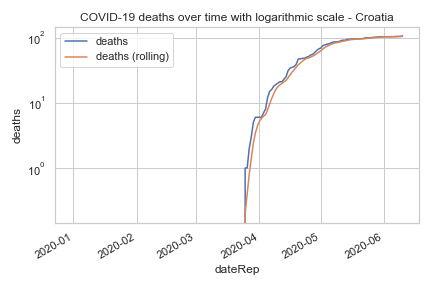 COVID-19 deaths over time with logarithmic scale - Croatia
deaths
deaths (rolling)
10²
10¹
10⁰
deaths
2020-01
2020-02
2020-03
2020-04
2020-05
2020-06
dateRep